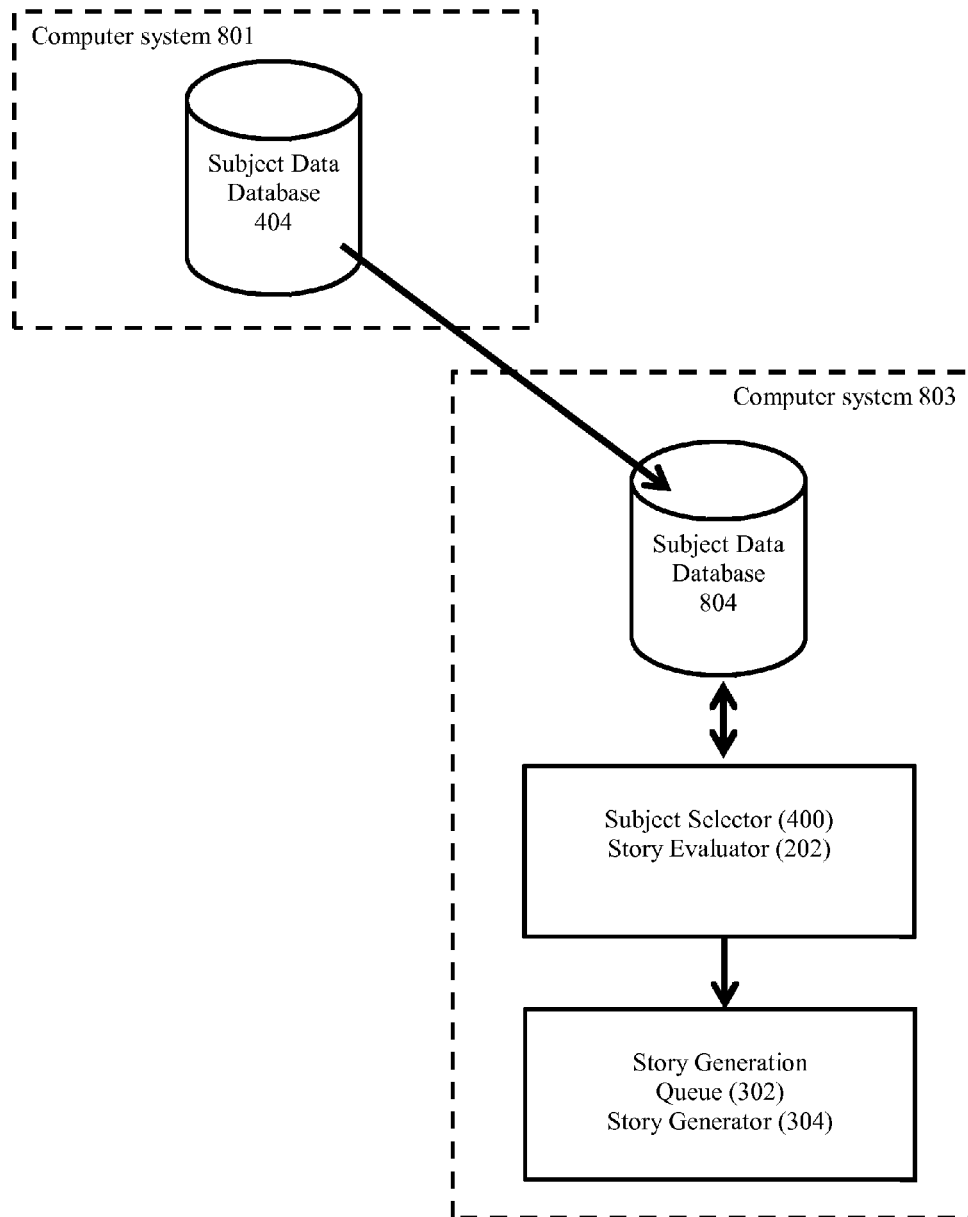 Computer system 801
Subject Data
Database
404
Computer system 803
Subject Data
Database
804
Subject Selector (400)
Story Evaluator (202)
Story Generation
Queue (302)
Story Generator (304)